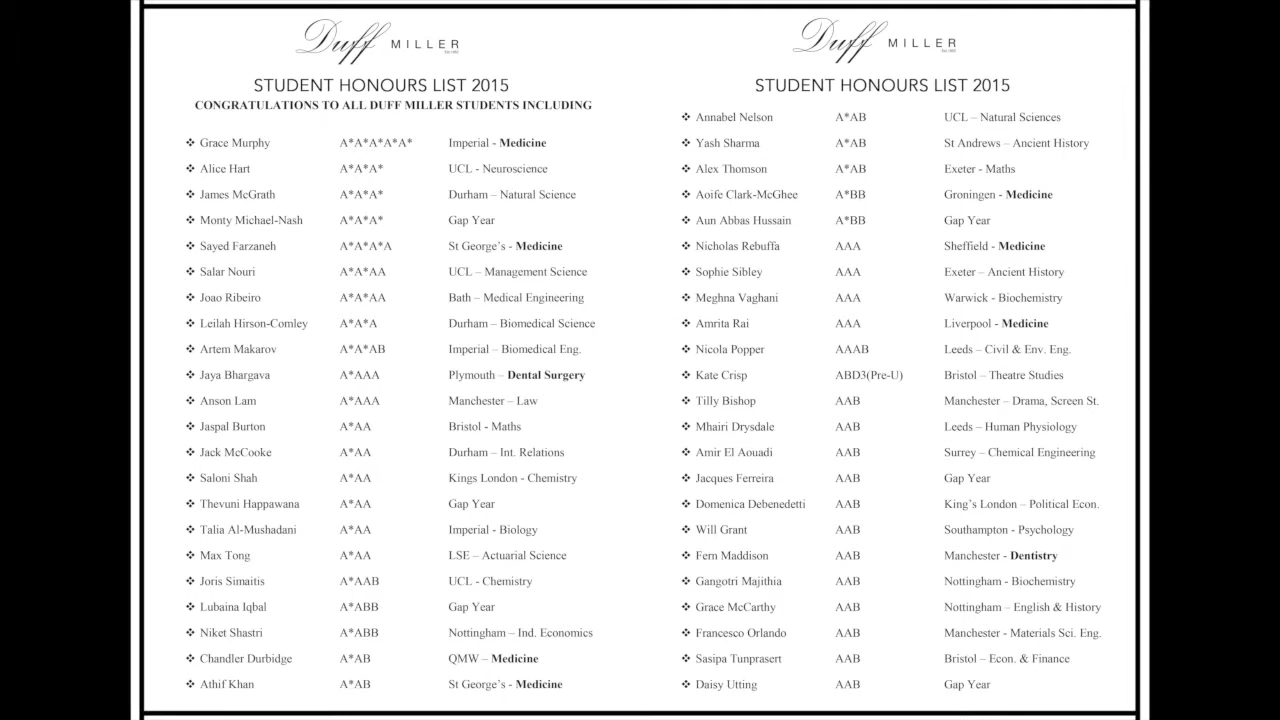 Duff MILLER
Est 1952
STUDENT HONOURS LIST 2015
CONGRATULATIONS TO ALL DUFF MILLER STUDENTS INCLUDING
❖ Grace Murphy A*A*A*A*A* Imperial - Medicine
❖ Alice Hart A*A*A* UCL - Neuroscience
❖ James McGrath A*A*A* Durham – Natural Science
❖ Monty Michael-Nash A*A*A* Gap Year
❖ Sayed Farzaneh A*A*A*A St George’s - Medicine
❖ Salar Nouri A*A*AA UCL – Management Science
❖ Joao Ribeiro A*A*AA Bath – Medical Engineering
❖ Leilah Hirson-Comley A*A*A Durham – Biomedical Science
❖ Artem Makarov A*A*AB Imperial – Biomedical Eng.
❖ Jaya Bhargava A*AAA Plymouth – Dental Surgery
❖ Anson Lam A*AAA Manchester – Law
❖ Jaspal Burton A*AA Bristol - Maths
❖ Jack McCooke A*AA Durham – Int. Relations
❖ Saloni Shah A*AA Kings London - Chemistry
❖ Thevuni Happawana A*AA Gap Year
❖ Talia Al-Mushadani A*AA Imperial - Biology
❖ Max Tong A*AA LSE – Actuarial Science
❖ Joris Simaitis A*AAB UCL - Chemistry
❖ Lubaina Iqbal A*ABB Gap Year
❖ Niket Shastri A*ABB Nottingham – Ind. Economics
❖ Chandler Durbidge A*AB QMW – Medicine
❖ Athif Khan A*AB St George’s - Medicine
Duff MILLER
Est 1952
STUDENT HONOURS LIST 2015
❖ Annabel Nelson A*AB UCL – Natural Sciences
❖ Yash Sharma A*AB St Andrews – Ancient History
❖ Alex Thomson A*AB Exeter - Maths
❖ Aoife Clark-McGhee A*BB Groningen - Medicine
❖ Aun Abbas Hussain A*BB Gap Year
❖ Nicholas Rebuffa AAA Sheffield - Medicine
❖ Sophie Sibley AAA Exeter – Ancient History
❖ Meghna Vaghani AAA Warwick - Biochemistry
❖ Amrita Rai AAA Liverpool - Medicine
❖ Nicola Popper AAAB Leeds – Civil & Env. Eng.
❖ Kate Crisp ABD3(Pre-U) Bristol – Theatre Studies
❖ Tilly Bishop AAB Manchester – Drama, Screen St.
❖ Mhairi Drysdale AAB Leeds – Human Physiology
❖ Amir El Aouadi AAB Surrey – Chemical Engineering
❖ Jacques Ferreira AAB Gap Year
❖ Domenica Debenedetti AAB King’s London – Political Econ.
❖ Will Grant AAB Southampton - Psychology
❖ Fern Maddison AAB Manchester - Dentistry
❖ Gangotri Majithia AAB Nottingham - Biochemistry
❖ Grace McCarthy AAB Nottingham – English & History
❖ Francesco Orlando AAB Manchester - Materials Sci. Eng.
❖ Sasipa Tunprasert AAB Bristol – Econ. & Finance
❖ Daisy Utting AAB Gap Year